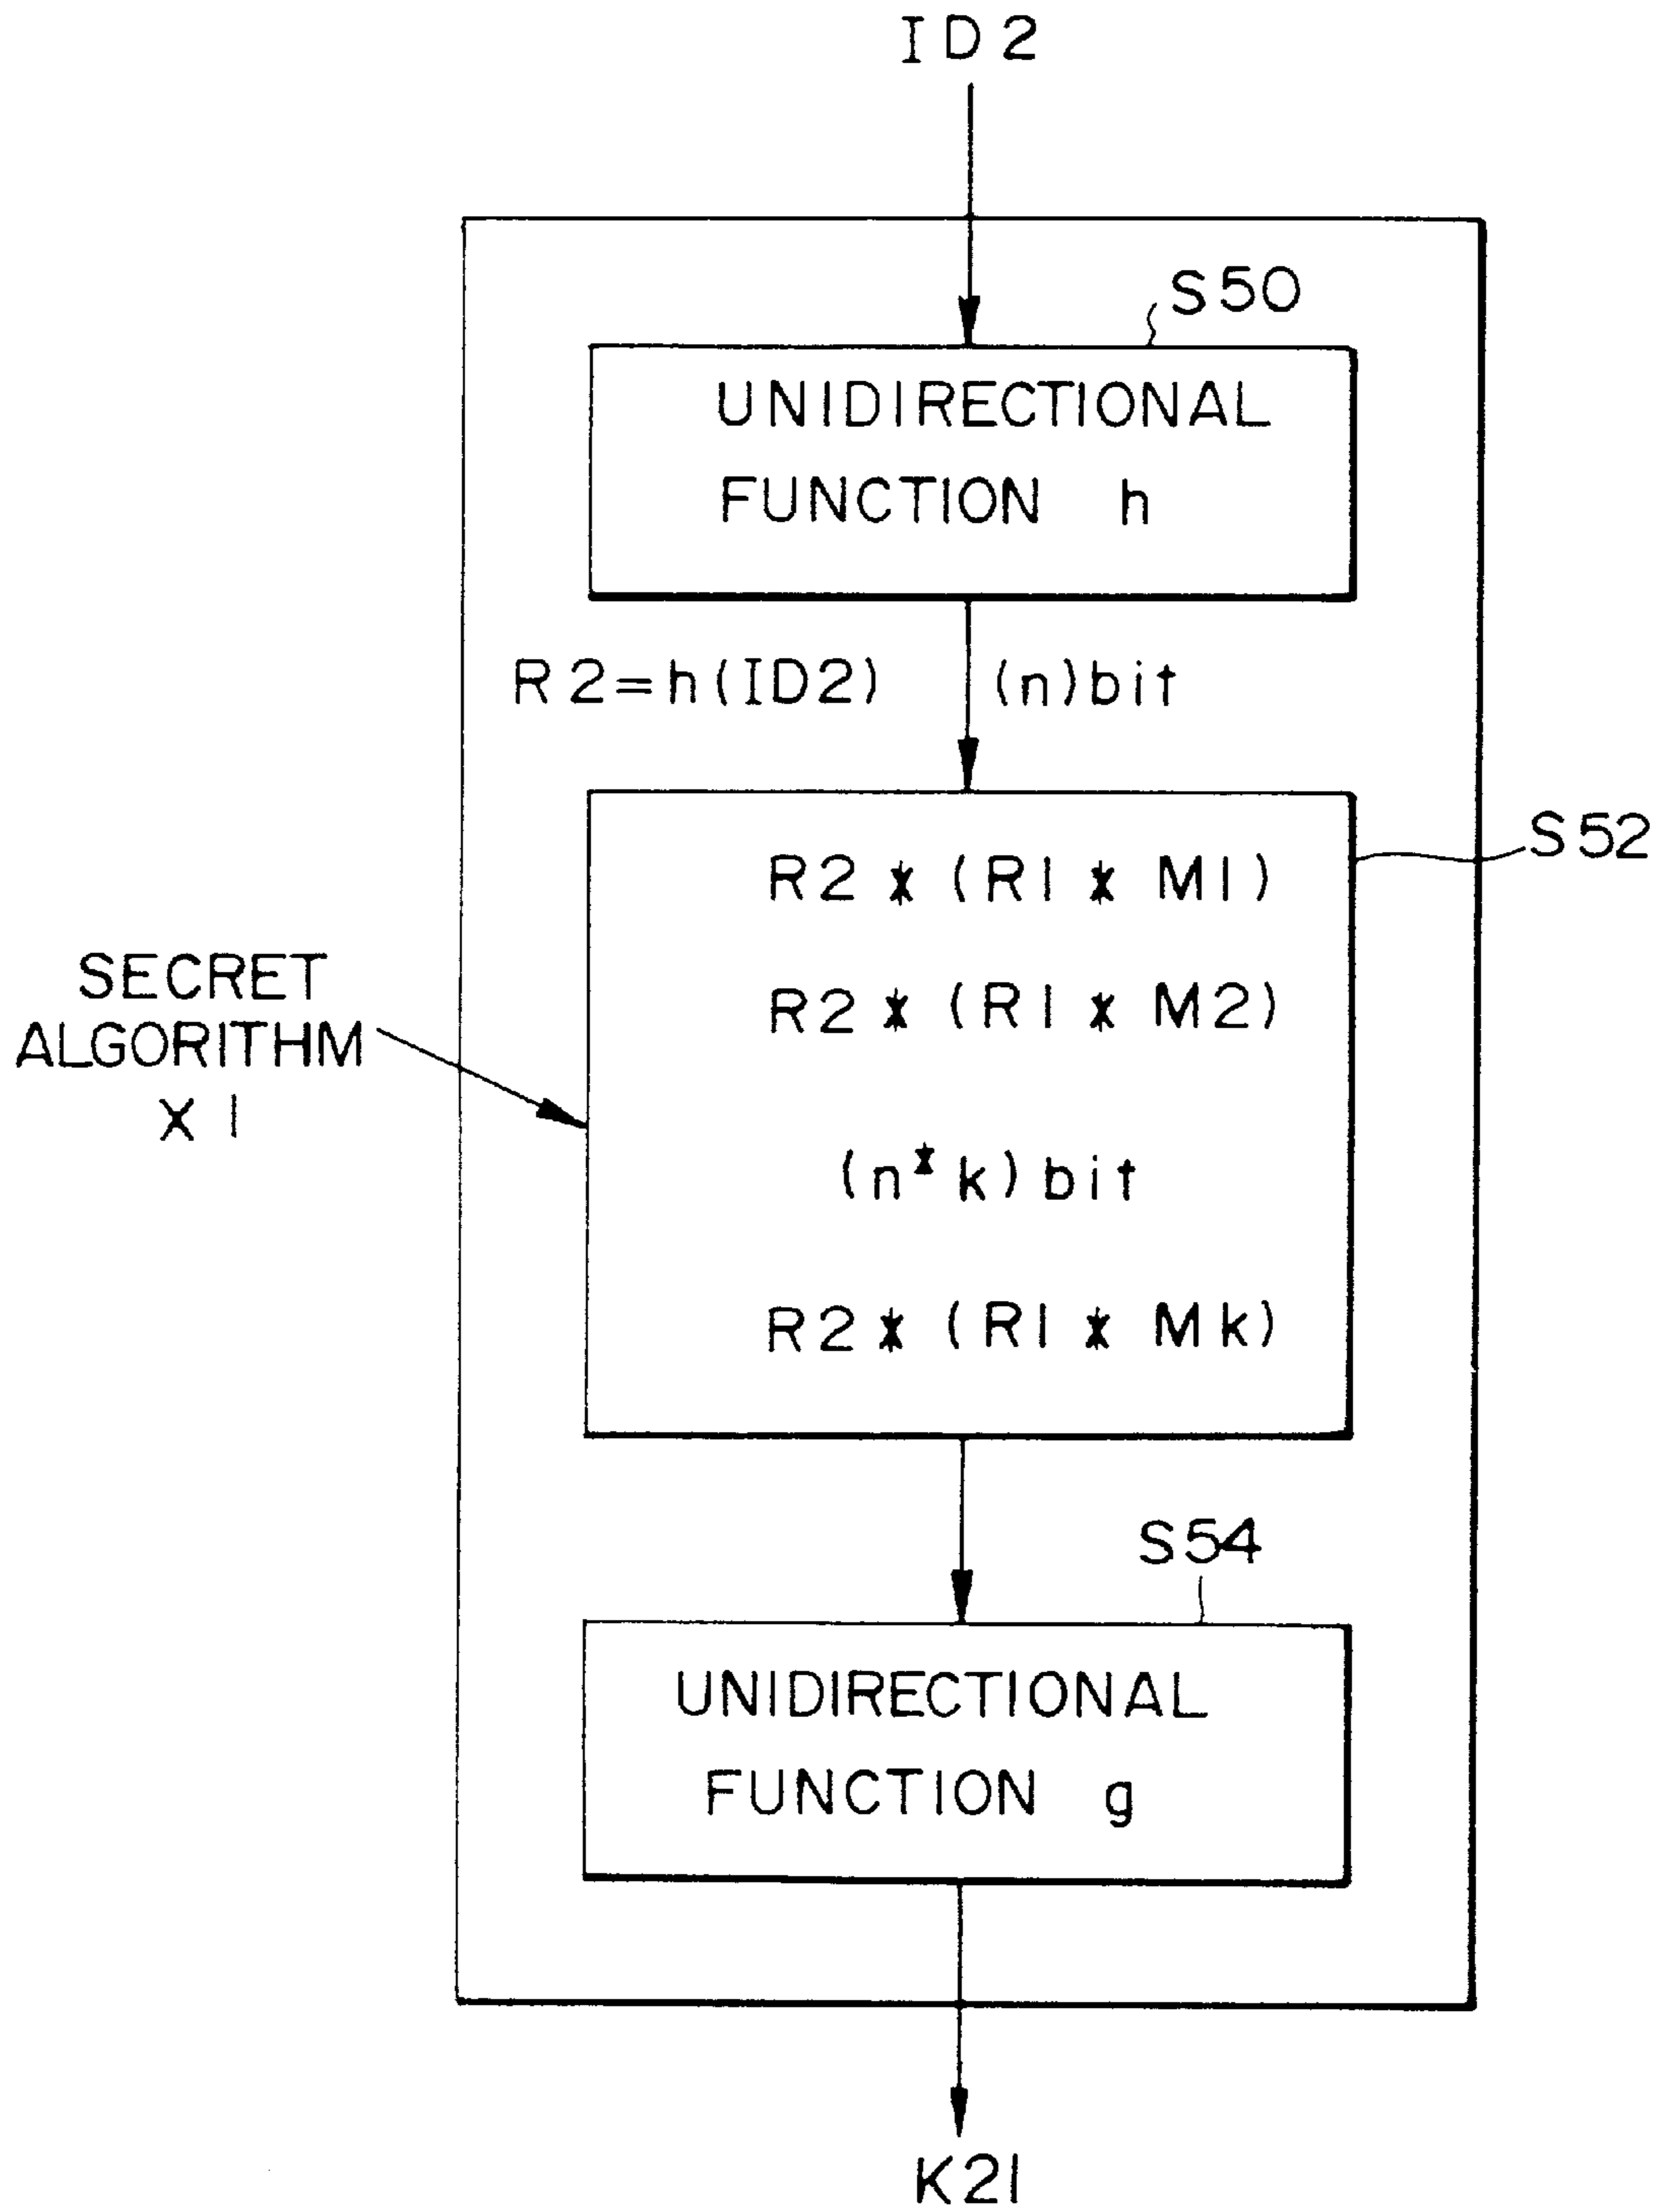 ID2
S50
UNIDIRECTIONAL
FUNCTION h
R2=h(ID2) (n)bit
S52
R2 * (R1 * M1)
R2 * (R1 * M2)
(n*k)bit
R2 * (R1 * Mk)
SECRET
ALGORITHM
X1
S54
UNIDIRECTIONAL
FUNCTION g
K21